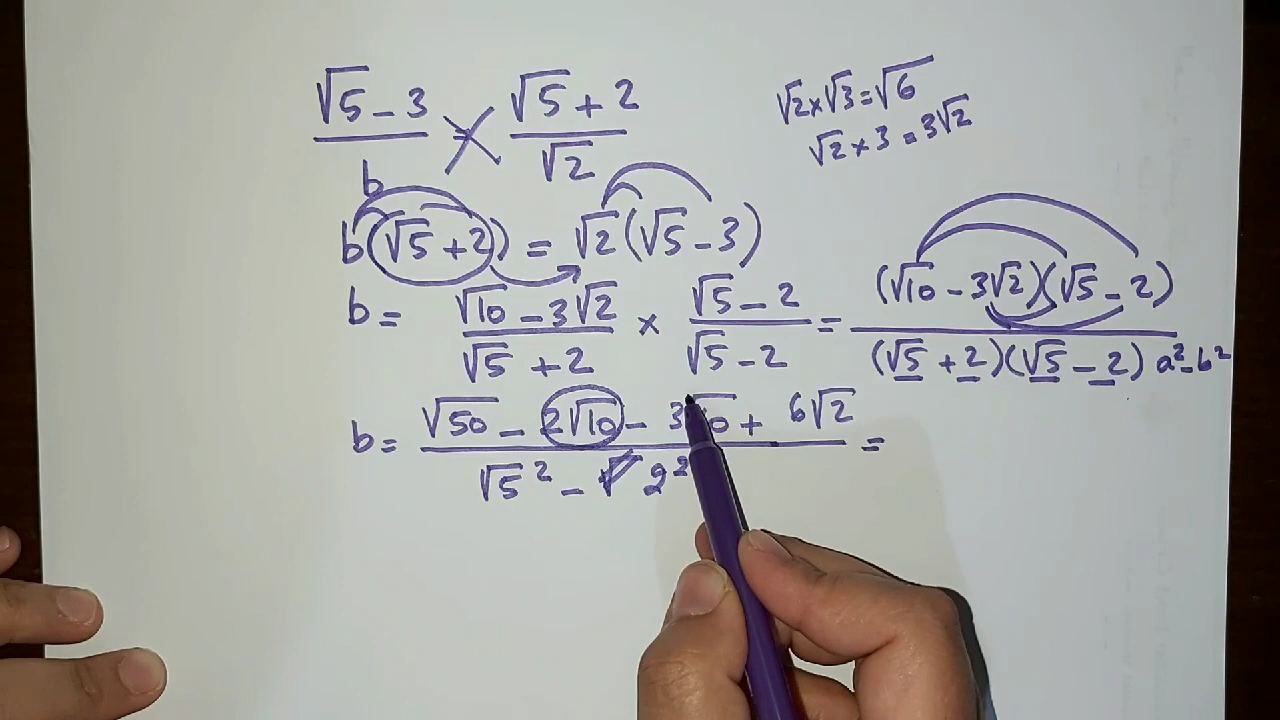 √5 - 3 / b = √5 + 2 / √2
√2 × √3 = √6
√2 × 3 = 3√2
b(√5 + 2) = √2(√5 - 3)
b = √10 - 3√2 / √5 + 2 × √5 - 2 / √5 - 2 = (√10 - 3√2)(√5 - 2) / (√5 + 2)(√5 - 2) a² - b²
b = √50 - 2√10 - 3√10 + 6√2 / √5² - 2² =